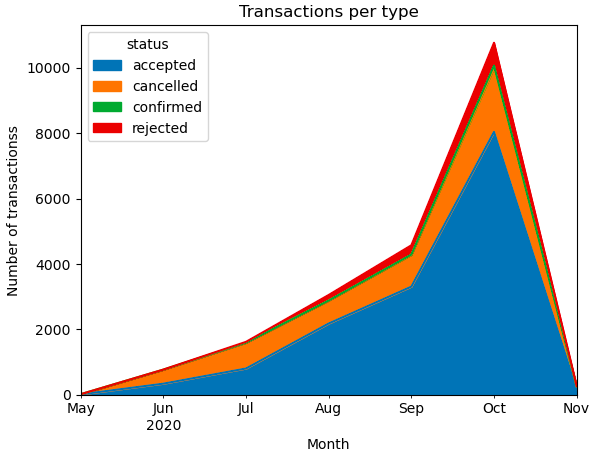 Transactions per type
status
accepted
cancelled
confirmed
rejected
Number of transactionss
10000
8000
6000
4000
2000
0
May Jun Jul Aug Sep Oct Nov
2020
Month